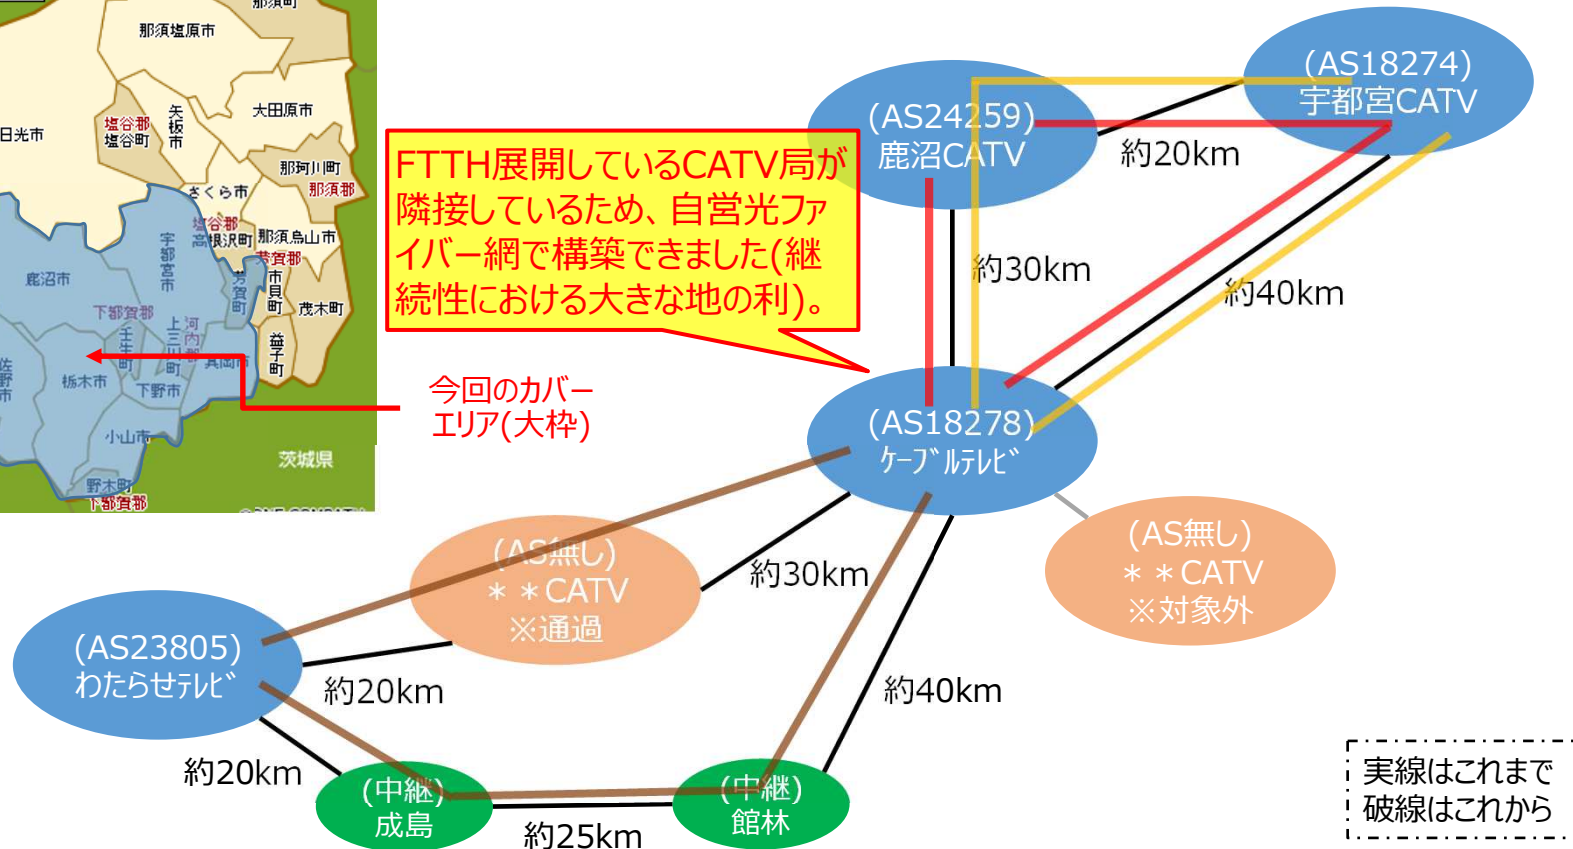 那須町
那須塩原市
日光市
塩谷郡
塩谷町
矢板市
大田原市
那珂川町
那須郡
さくら市
塩谷郡
高根沢町
那須烏山市
芳賀郡
宇都宮市
鹿沼市
芳賀町
市貝町
茂木町
下都賀郡
壬生町
上三川町
河内郡
真岡市
益子町
佐野市
栃木市
下野市
小山市
野木町
下都賀郡
茨城県
FTTH展開しているCATV局が
隣接しているため、自営光ファ
イバー網で構築できました(継
続性における大きな地の利)。
今回のカバー
エリア(大枠)
(AS24259)
鹿沼CATV
(AS18274)
宇都宮CATV
約20km
約30km
約40km
(AS18278)
ｹｰﾌﾞﾙﾃﾚﾋﾞ
(AS無し)
＊＊CATV
※通過
約30km
(AS無し)
＊＊CATV
※対象外
(AS23805)
わたらせﾃﾚﾋﾞ
約20km
約40km
約20km
(中継)
成島
約25km
(中継)
館林
実線はこれまで
破線はこれから